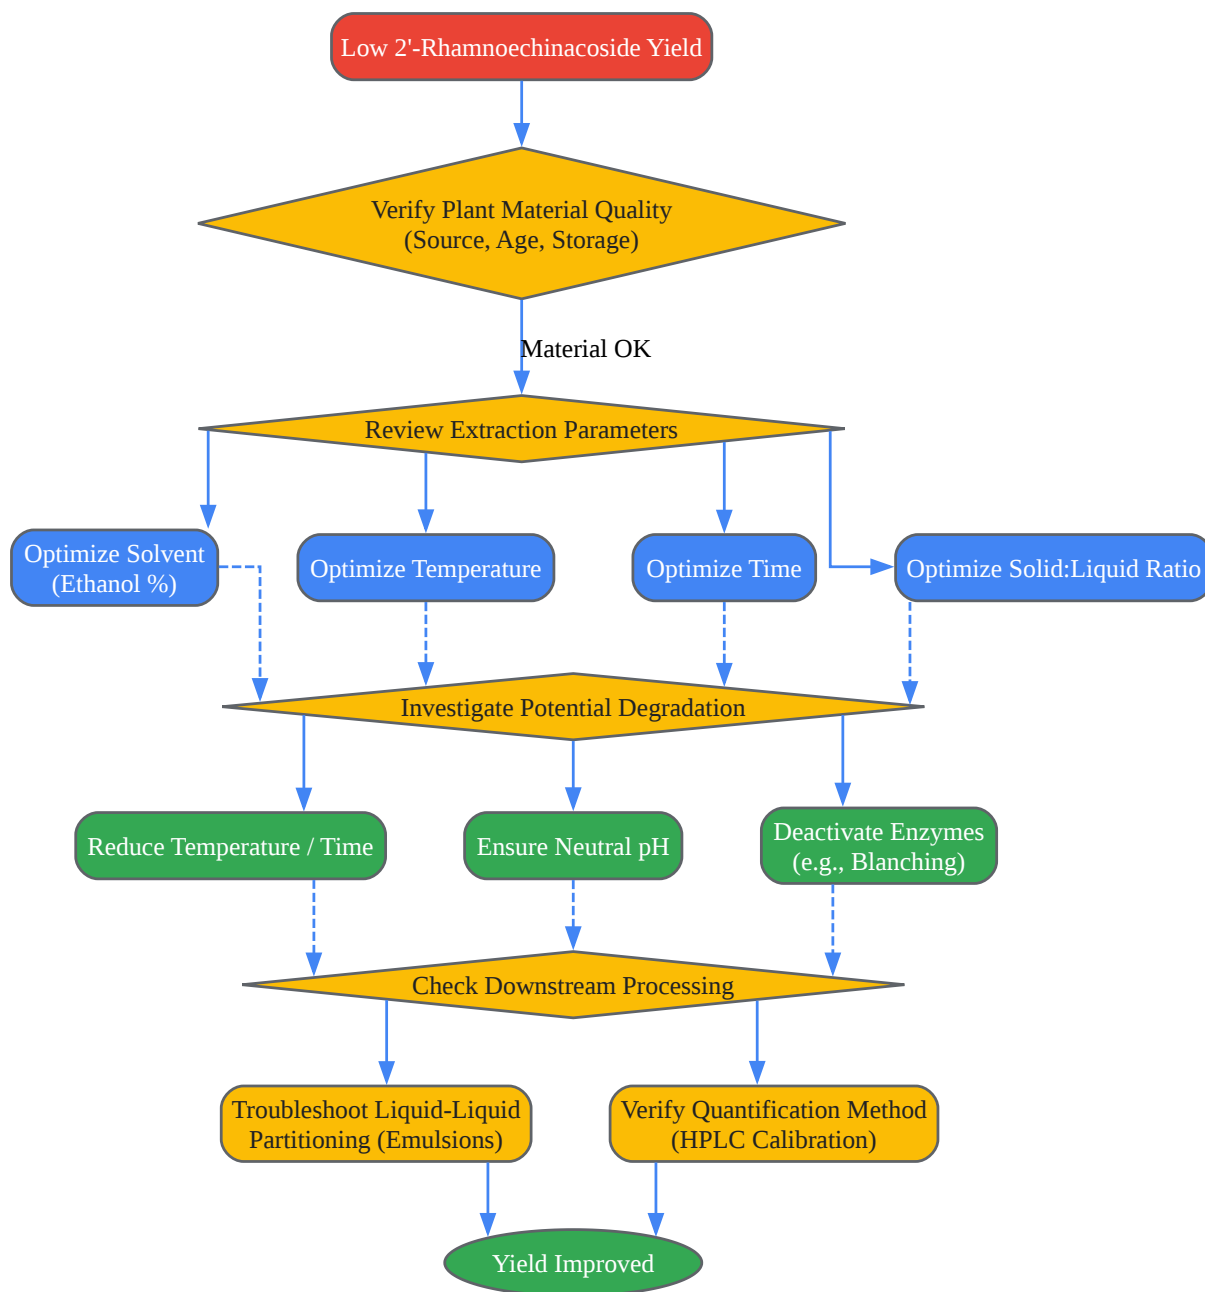 Low 2'-Rhamnoechinacoside Yield
Verify Plant Material Quality
(Source, Age, Storage)
Material OK
Review Extraction Parameters
Optimize Solvent
(Ethanol %)
Optimize Temperature
Optimize Time
Optimize Solid:Liquid Ratio
Investigate Potential Degradation
Reduce Temperature / Time
Ensure Neutral pH
Deactivate Enzymes
(e.g., Blanching)
Check Downstream Processing
Troubleshoot Liquid-Liquid
Partitioning (Emulsions)
Verify Quantification Method
(HPLC Calibration)
Yield Improved